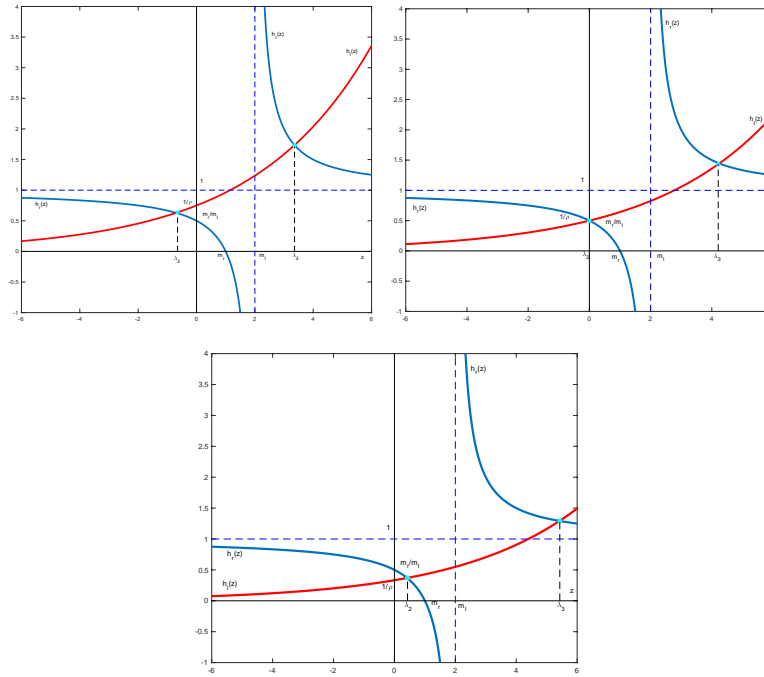 4
h_r(z)
3.5
h_l(z)
3
2.5
2
1.5
1
1
1/ρ
h_r(z)
0.5
m_r/m_l
0
λ_2
m_r
m_l
λ_3
z
0.5
-1
-6 -4 -2 0 2 4 6
4
h_r(z)
3.5
3
2.5
h_l(z)
2
1.5
1
1
h_r(z)
0.5
1/ρ
m_r/m_l
0
λ_2
m_r
m_l
λ_3
0.5
-1
-6 -4 -2 0 2 4
4
h_r(z)
3.5
3
2.5
2
1.5
1
1
h_r(z)
m_r/m_l
0.5
h_l(z)
1/ρ
z
0
λ_2
m_r
m_l
λ_3
0.5
-1
-6 -4 -2 0 2 4 6